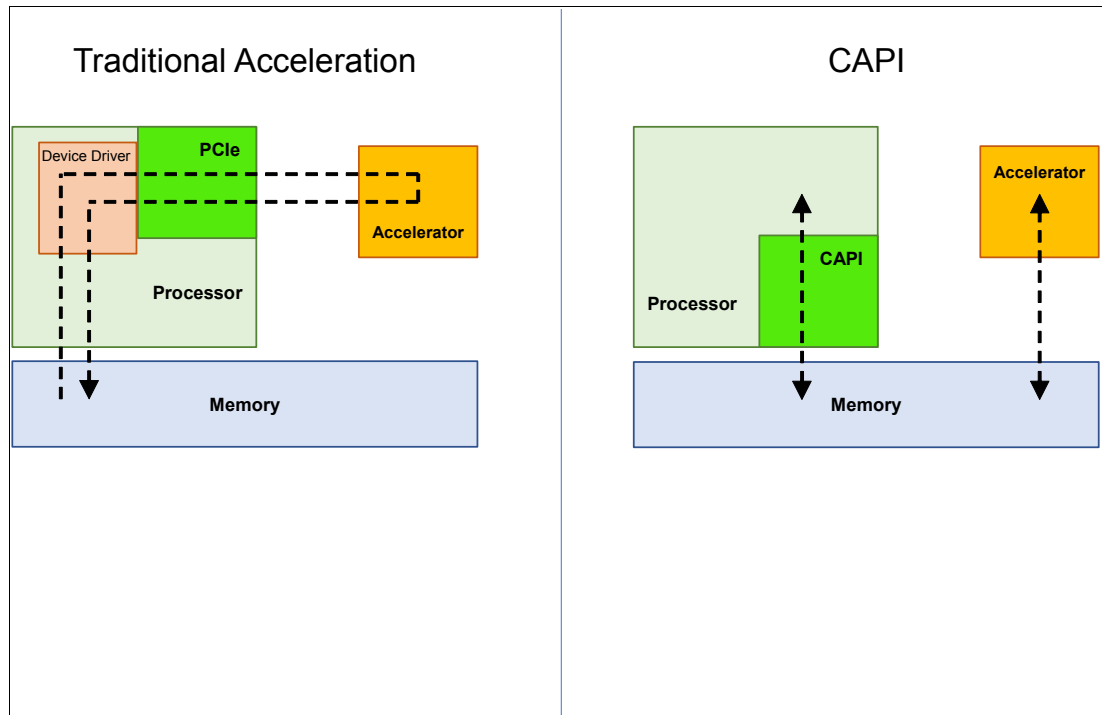 Traditional Acceleration
Device Driver
PCIe
Accelerator
Processor
Memory
CAPI
Accelerator
CAPI
Processor
Memory